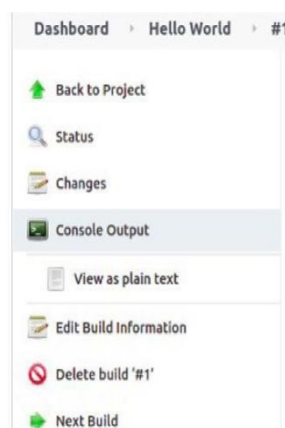 Dashboard Hello World #1
Back to Project
Status
Changes
Console Output
View as plain text
Edit Build Information
Delete build '#1'
Next Build